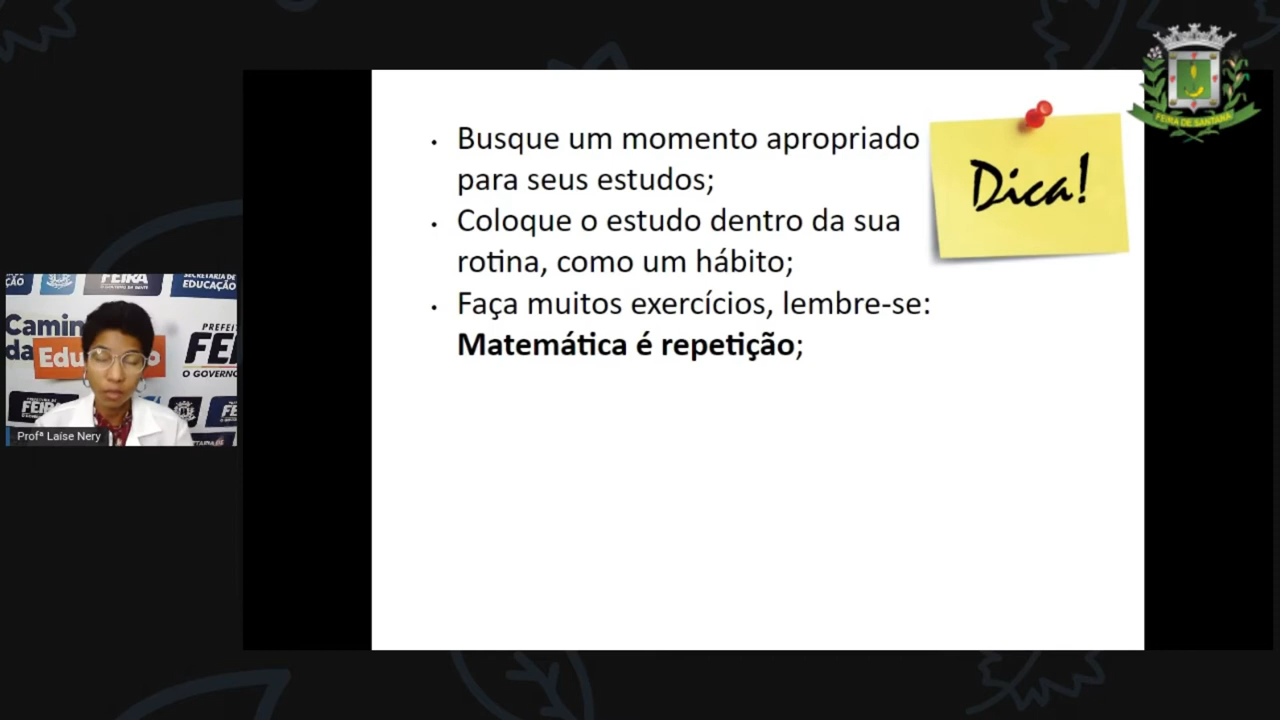 • Busque um momento apropriado
para seus estudos;
• Coloque o estudo dentro da sua
rotina, como um hábito;
• Faça muitos exercícios, lembre-se:
Matemática é repetição;
Dica!
FEIRA DE SANTANA
FEIRA
SECRETARIA DE
EDUCAÇÃO
Profª Laíse Nery